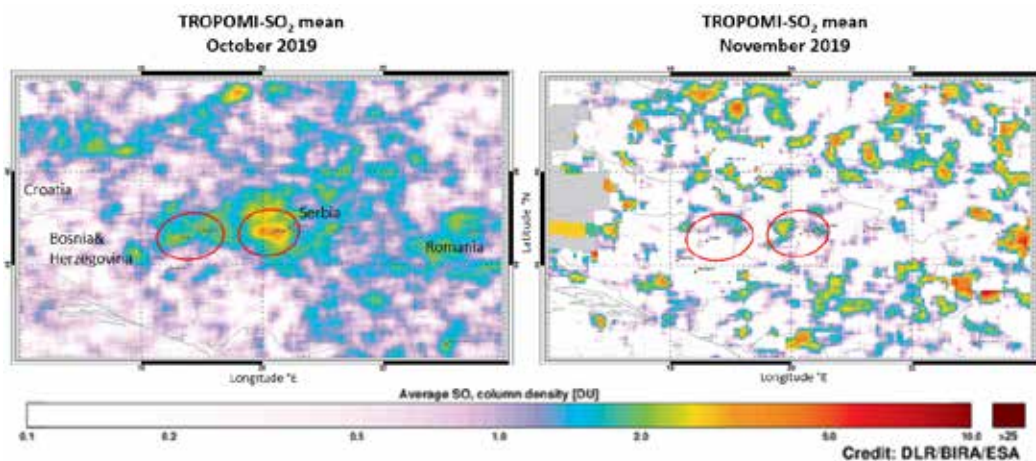 TROPOMI-SO₂ mean
October 2019
TROPOMI-SO₂ mean
November 2019
Croatia
Serbia
Bosnia&
Herzegovina
Romania
Latitude °N
Longitude °E
Longitude °E
Average SO₂ column density [DU]
0.1 0.2 0.5 1.0 2.0 5.0 10.0 >25
Credit: DLR/BIRA/ESA